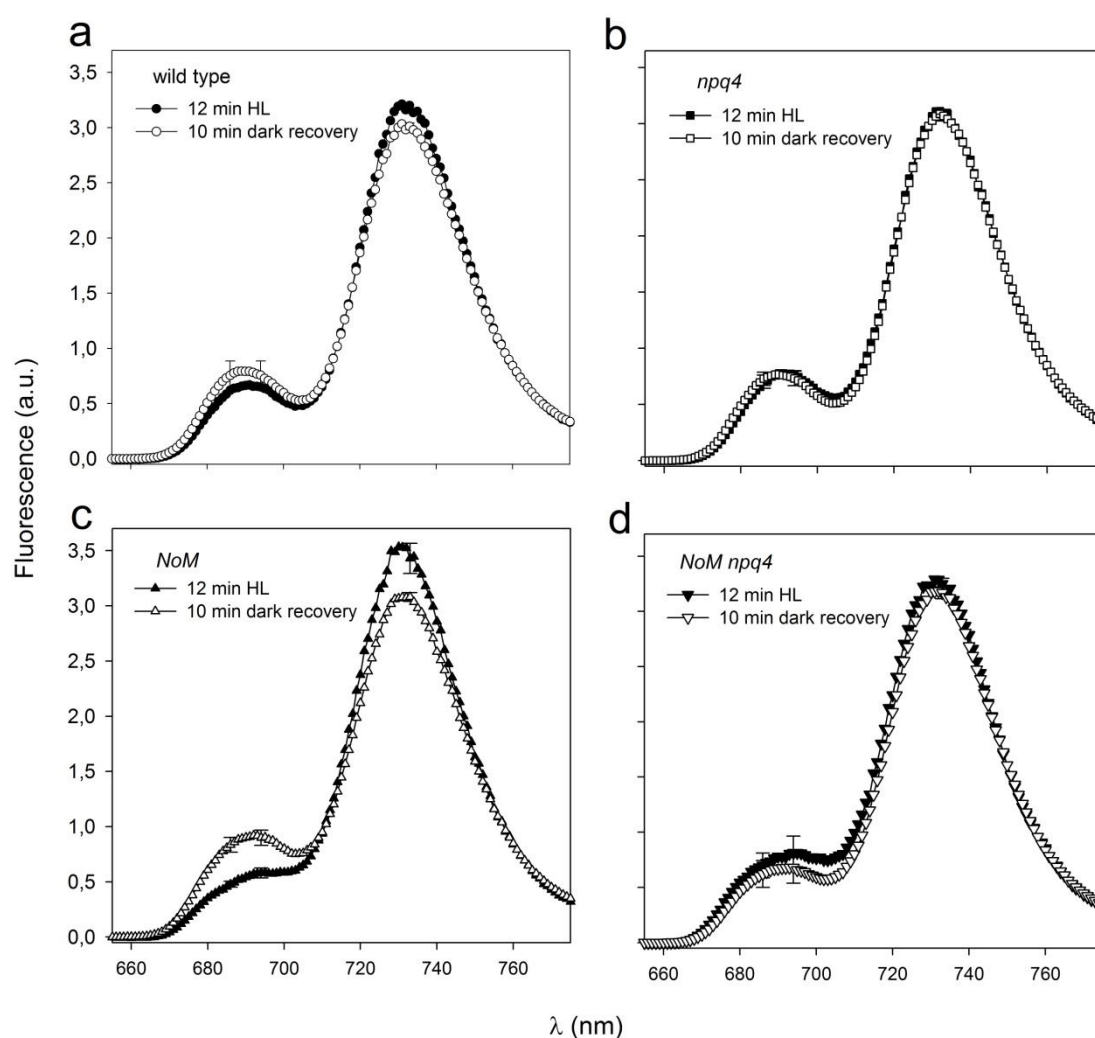 a
wild type
12 min HL
10 min dark recovery
3,5
3,0
2,5
2,0
1,5
1,0
0,5
0,0
b
npq4
12 min HL
10 min dark recovery
Fluorescence (a.u.)
c
NoM
12 min HL
10 min dark recovery
3,5
3,0
2,5
2,0
1,5
1,0
0,5
0,0
660 680 700 720 740 760
d
NoM npq4
12 min HL
10 min dark recovery
660 680 700 720 740 760
λ (nm)